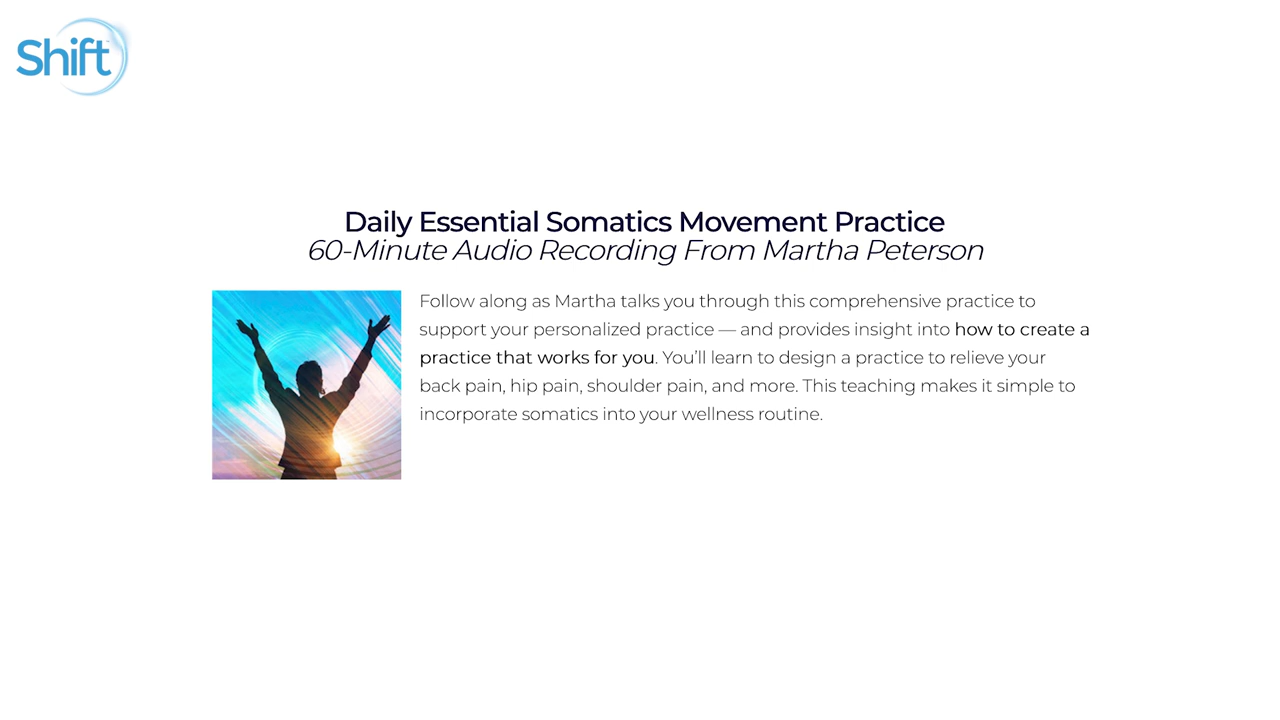 Shift
Daily Essential Somatics Movement Practice
60-Minute Audio Recording From Martha Peterson
Follow along as Martha talks you through this comprehensive practice to
support your personalized practice — and provides insight into how to create a
practice that works for you. You’ll learn to design a practice to relieve your
back pain, hip pain, shoulder pain, and more. This teaching makes it simple to
incorporate somatics into your wellness routine.